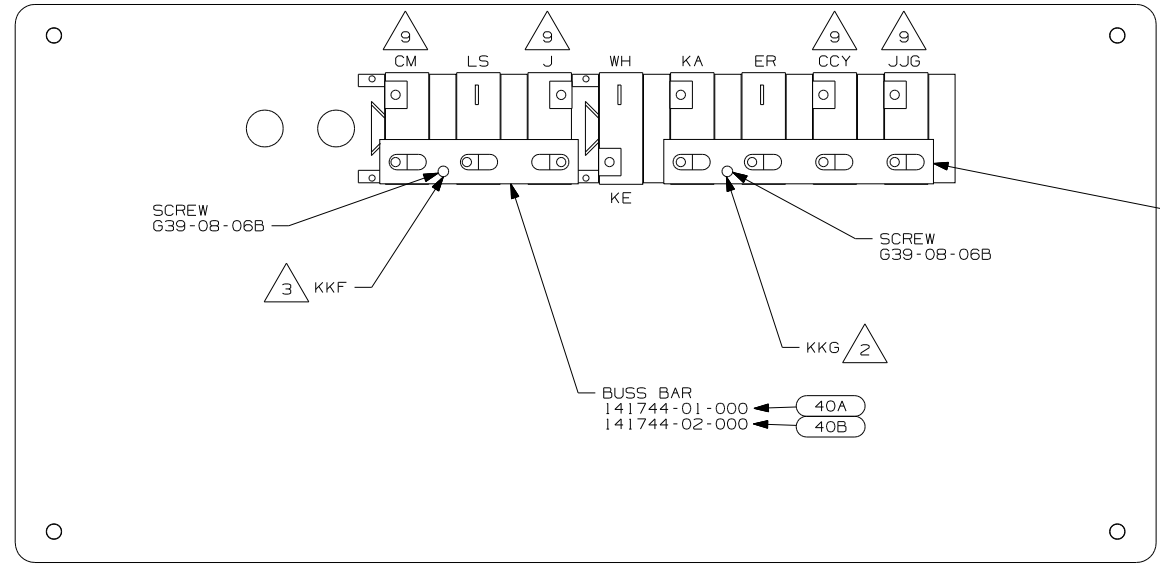 9 9 9 9
CM LS J WH KA ER CCY JJG
KE
SCREW
G39-08-06B
SCREW
G39-08-06B
3 KKF
KKG 2
BUSS BAR
141744-01-000 40A
141744-02-000 40B